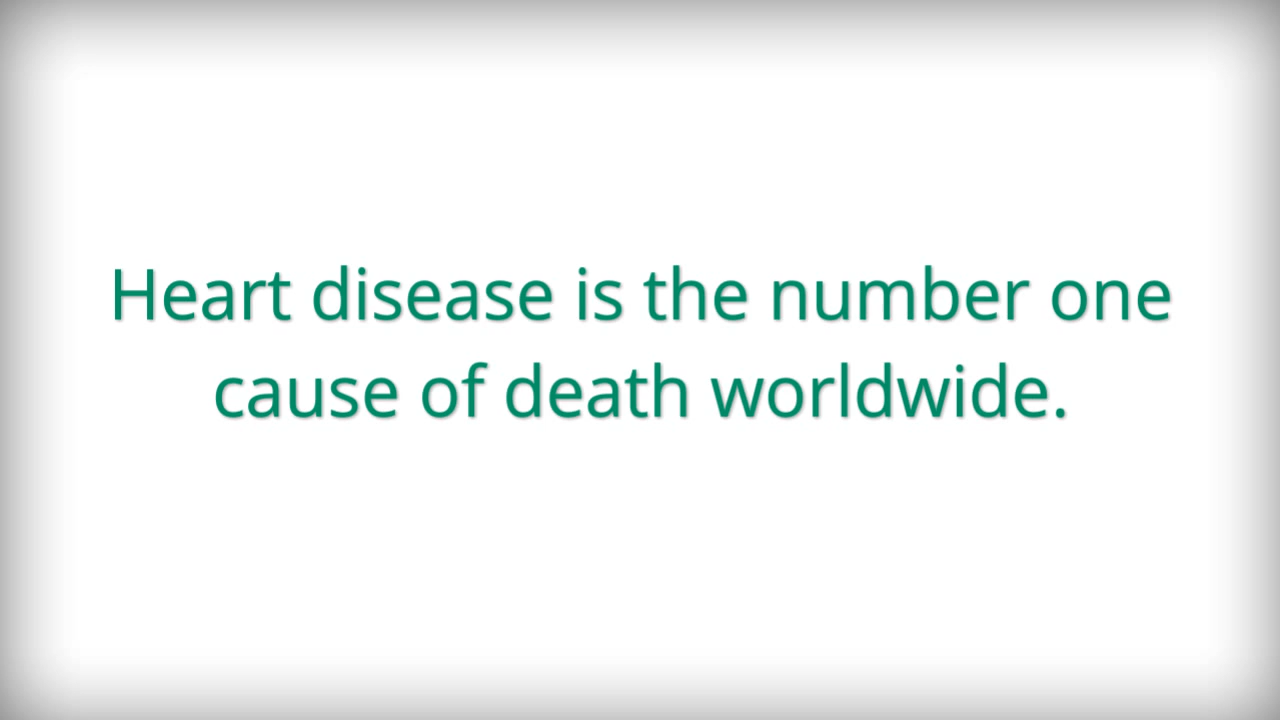 Heart disease is the number one
cause of death worldwide.